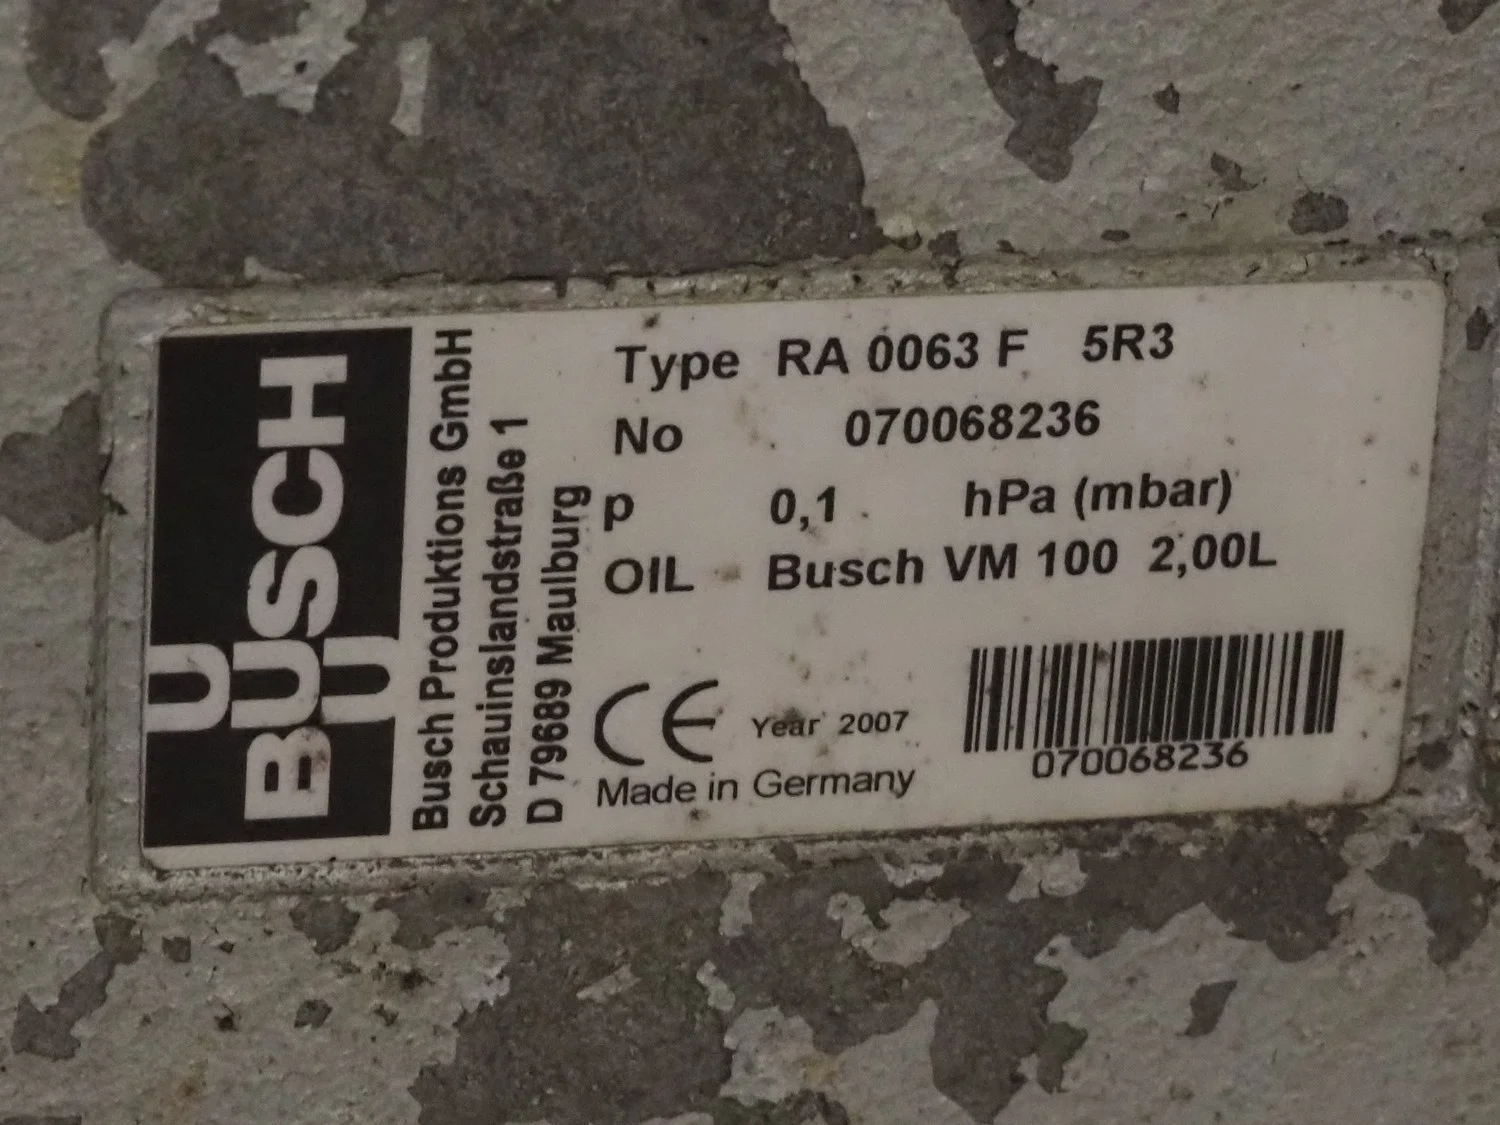 BUSCH
U
U
Busch Produktions GmbH
Schauinslandstraße 1
D 79689 Maulburg
Type RA 0063 F 5R3
No 070068236
p 0,1 hPa (mbar)
OIL Busch VM 100 2,00L
CE Year 2007
Made in Germany
070068236